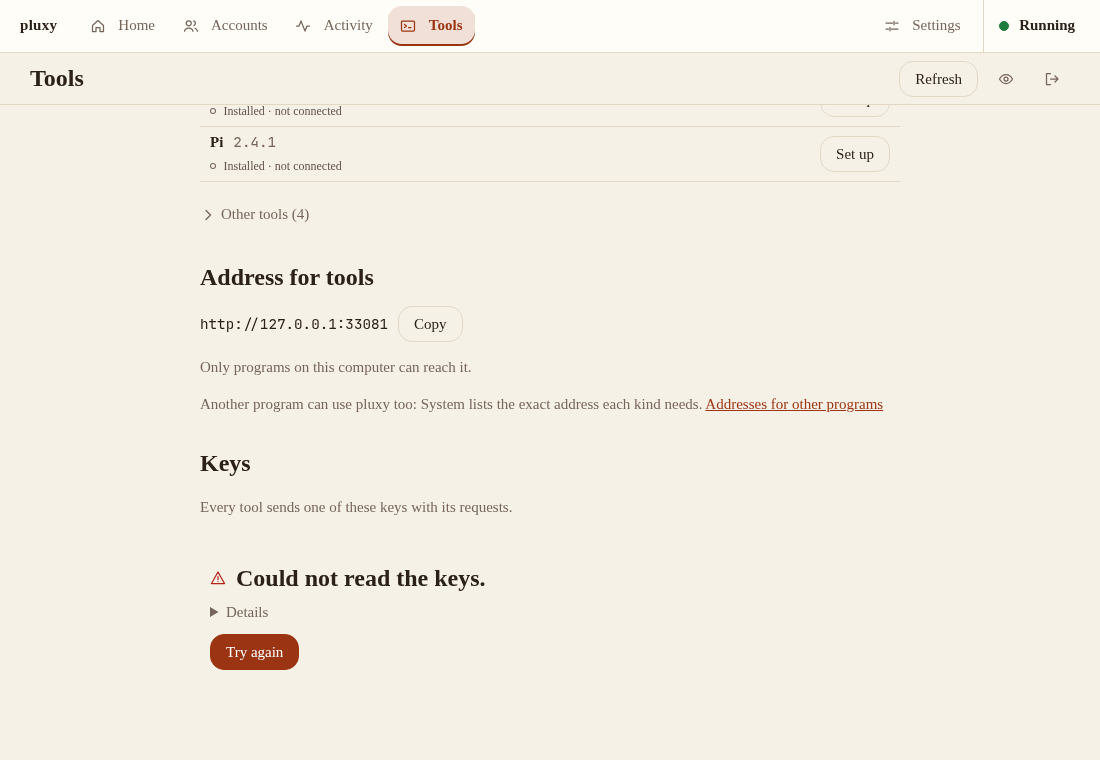 pluxy Home Accounts Activity Tools Settings Running
Tools Refresh
Installed · not connected
Pi 2.4.1
Installed · not connected Set up
Other tools (4)
Address for tools
http://127.0.0.1:33081 Copy
Only programs on this computer can reach it.
Another program can use pluxy too: System lists the exact address each kind needs. Addresses for other programs
Keys
Every tool sends one of these keys with its requests.
Could not read the keys.
Details
Try again